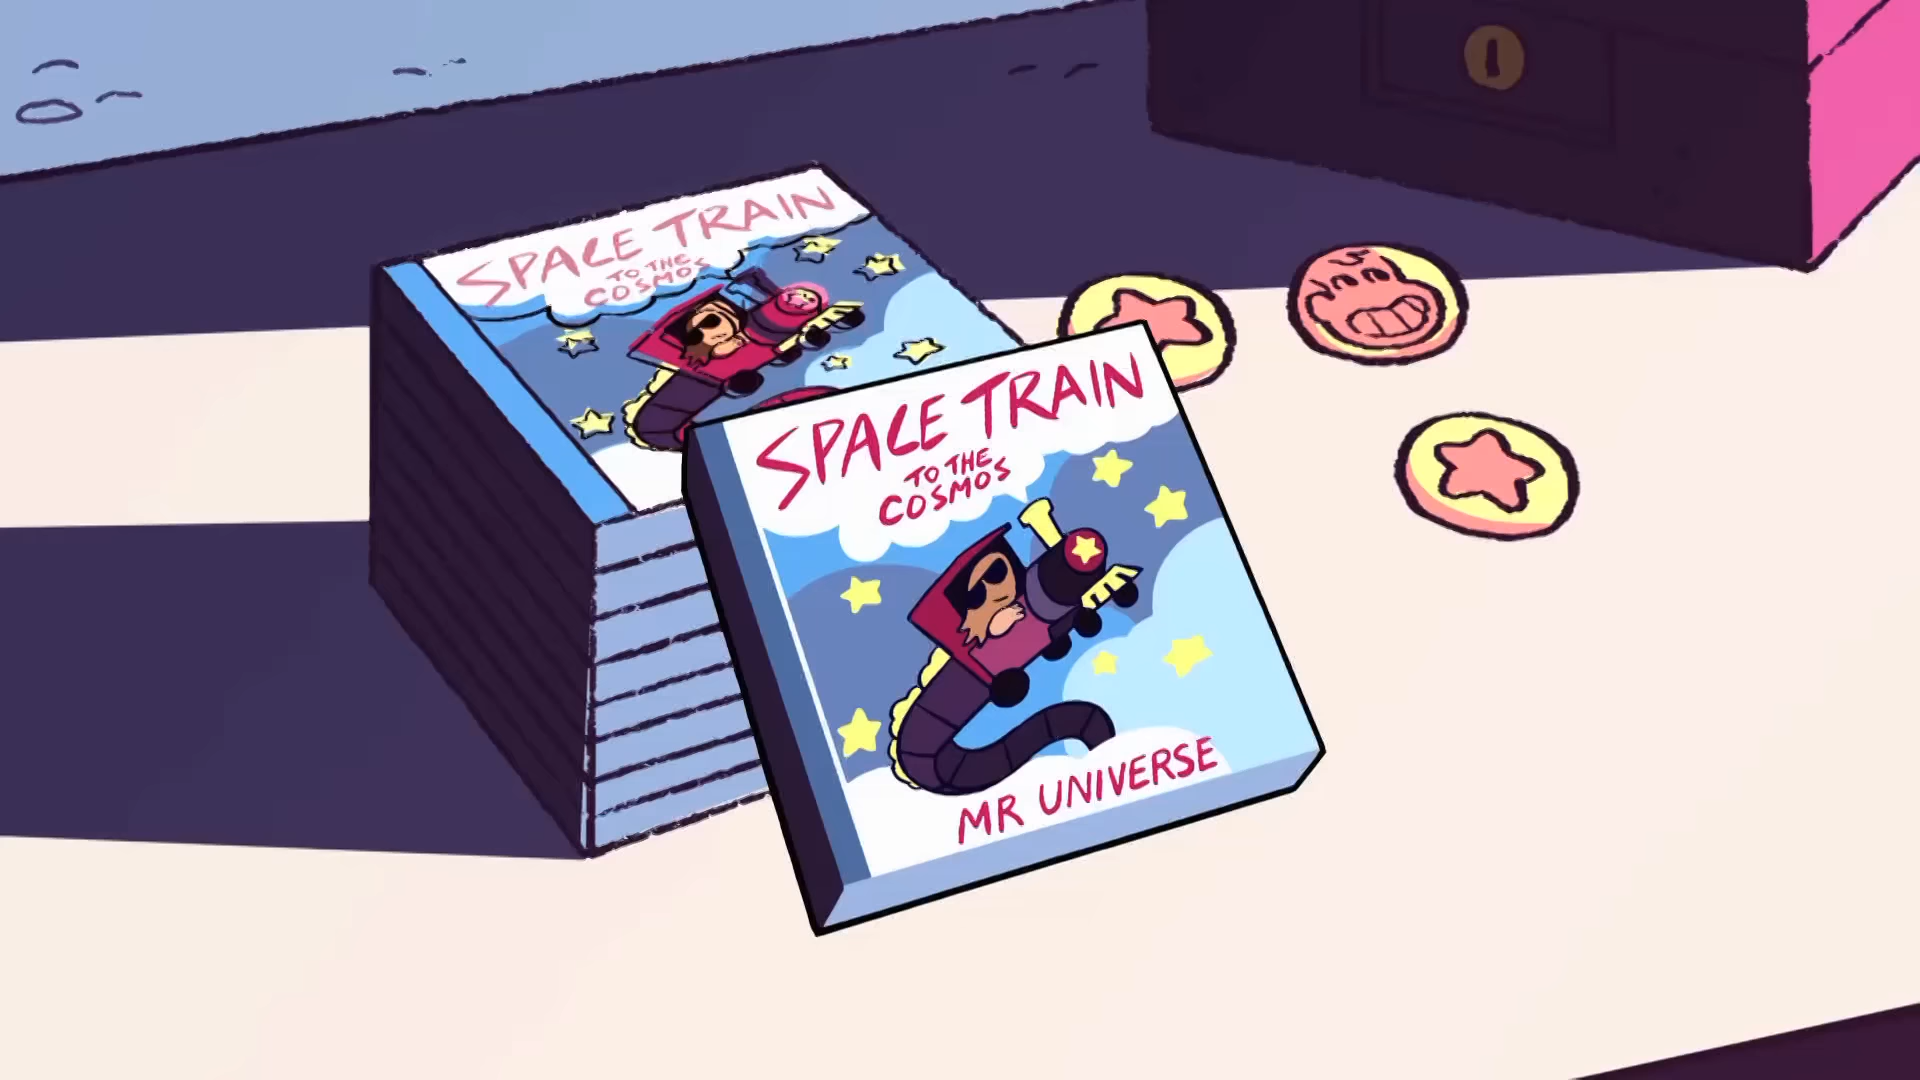 SPACE TRAIN
TO THE
COSMOS
SPACE TRAIN
TO THE
COSMOS
MR UNIVERSE